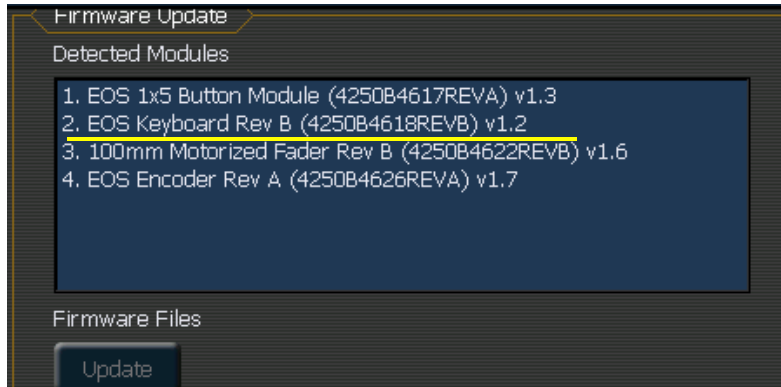 Firmware Update
Detected Modules
1. EOS 1x5 Button Module (4250B4617REVA) v1.3
2. EOS Keyboard Rev B (4250B4618REVB) v1.2
3. 100mm Motorized Fader Rev B (4250B4622REVB) v1.6
4. EOS Encoder Rev A (4250B4626REVA) v1.7
Firmware Files
Update